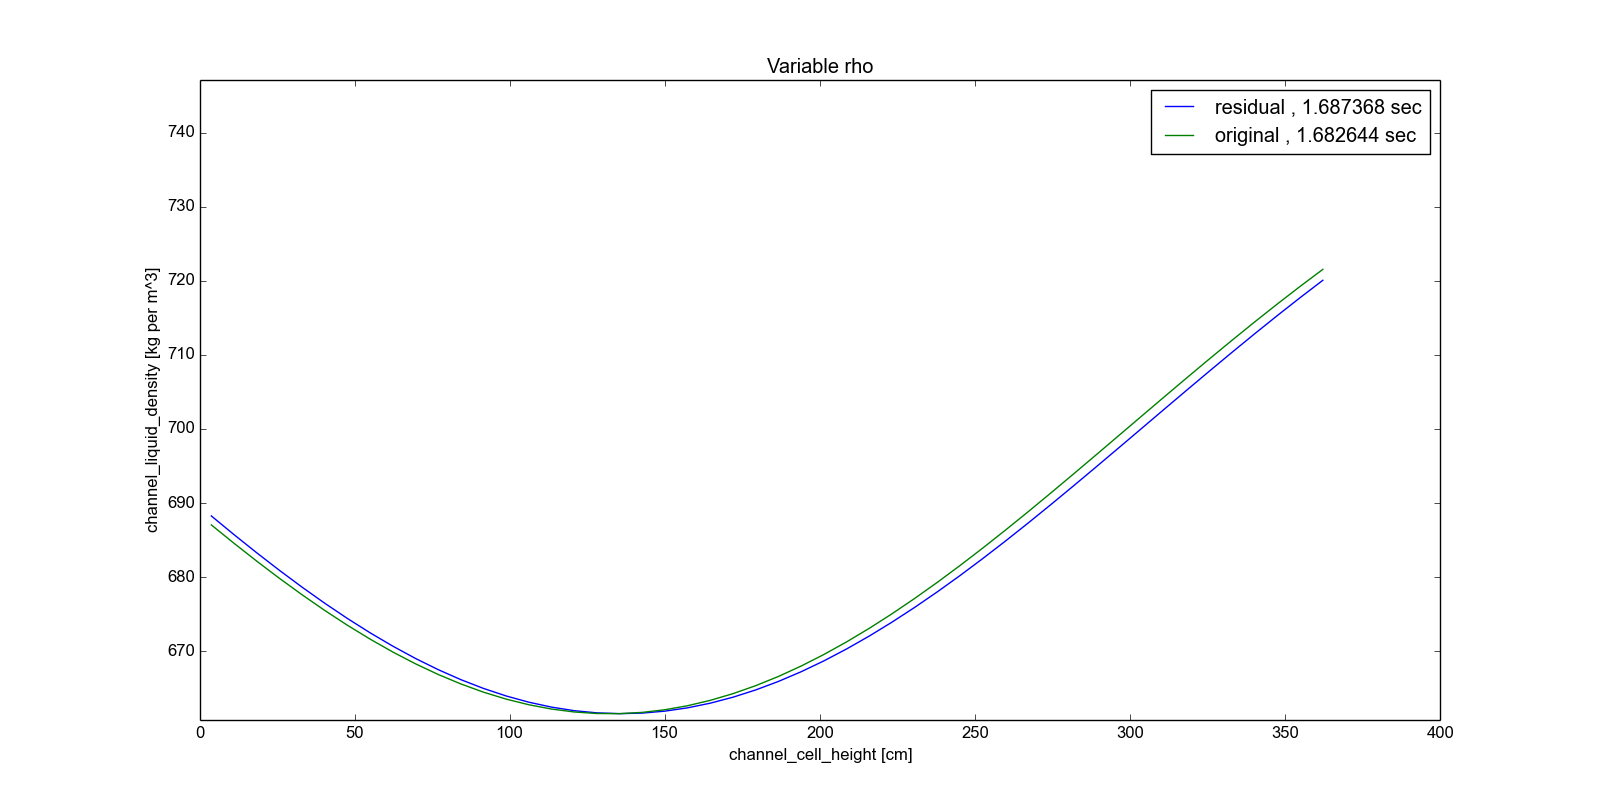 Variable rho
residual , 1.687368 sec
original , 1.682644 sec
channel_liquid_density [kg per m^3]
740
730
720
710
700
690
680
670
0 50 100 150 200 250 300 350 400
channel_cell_height [cm]